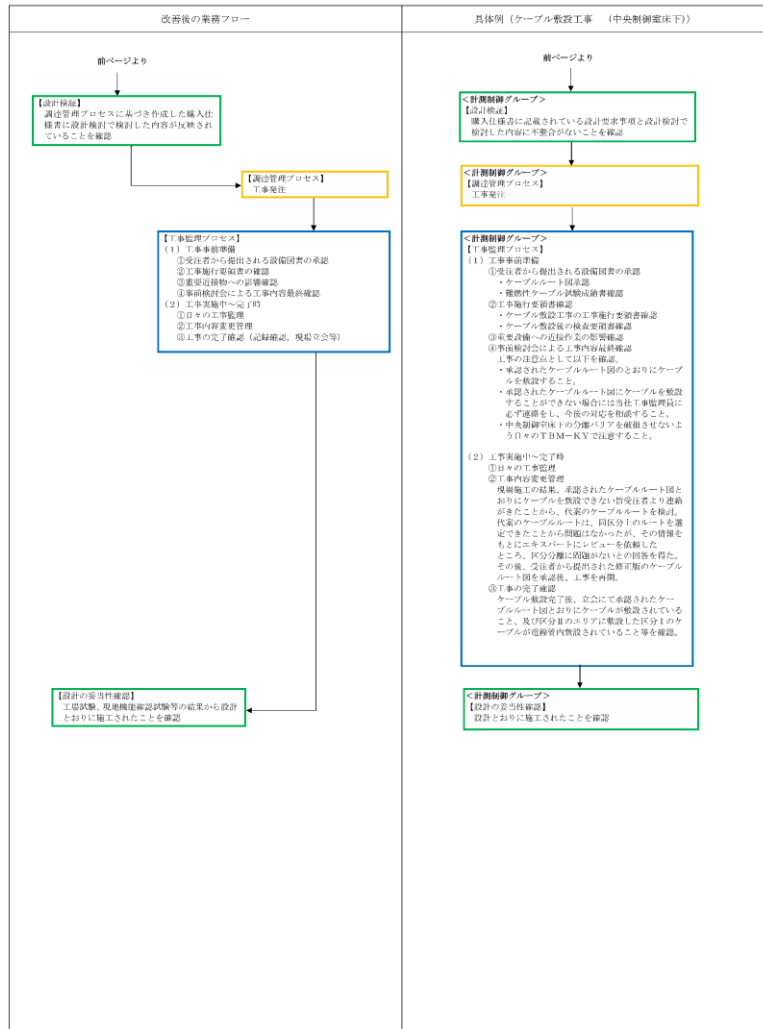 改善後の業務フロー
前ページより
【設計検証】
調達管理プロセスに基づき作成した購入仕
様書に設計検討で検討した内容が反映され
ていることを確認
【調達管理プロセス】
工事発注
【工事監理プロセス】
（１）工事事前準備
①受注者から提出される設備図書の承認
②工事施行要領書の確認
③重要近接物への影響確認
④事前検討会による工事内容最終確認
（２）工事実施中～完了時
①日々の工事監理
②工事内容変更管理
③工事の完了確認（記録確認、現場立会等）
【設計の妥当性確認】
工場試験、現地機能確認試験等の結果から設計
とおりに施工されたことを確認
具体例（ケーブル敷設工事　（中央制御室床下））
前ページより
＜計測制御グループ＞
【設計検証】
購入仕様書に記載されている設計要求事項と設計検討で
検討した内容に不整合がないことを確認
＜計測制御グループ＞
【調達管理プロセス】
工事発注
＜計測制御グループ＞
【工事監理プロセス】
（１）工事事前準備
①受注者から提出される設備図書の承認
・ケーブルルート図承認
・難燃性ケーブル試験成績書確認
②工事施行要領書確認
・ケーブル敷設工事の工事施行要領書確認
・ケーブル敷設後の検査要領書確認
③重要設備への近接作業の影響確認
④事前検討会による工事内容最終確認
工事の注意点として以下を確認。
・承認されたケーブルルート図のとおりにケーブ
ルを敷設すること。
・承認されたケーブルルート図にケーブルを敷設
することができない場合には当社工事監理員に
必ず連絡をし、今後の対応を相談すること。
・中央制御室床下の分離バリアを破損させないよ
う日々のＴＢＭ－ＫＹで注意すること。
（２）工事実施中～完了時
①日々の工事監理
②工事内容変更管理
現場施工の結果、承認されたケーブルルート図と
おりにケーブルを敷設できない旨受注者より連絡
がきたことから、代案のケーブルルートを検討。
代案のケーブルルートは、同区分上のルートを選
定できたことから問題はなかったが、その情報を
もとにエキスパートにレビューを依頼した
ところ、区分分離に問題がないとの回答を得た。
その後、受注者から提出された修正版のケーブル
ルート図を承認後、工事を再開。
③工事の完了確認
ケーブル敷設完了後、立会にて承認されたケー
ブルルート図とおりにケーブルが敷設されている
こと、及び区分Ⅱのエリアに敷設した区分Ⅰのケ
ーブルが電線管内敷設されていること等を確認。
＜計測制御グループ＞
【設計の妥当性確認】
設計とおりに施工されたことを確認